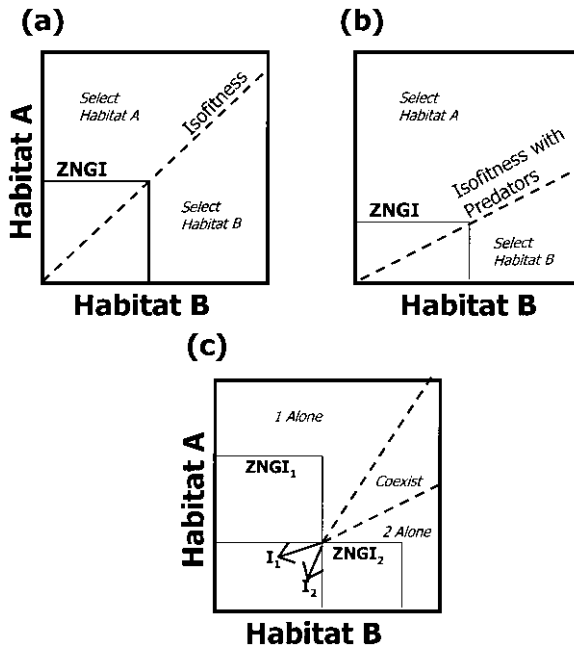 (a)
Select
Habitat A
Isofitness
ZNGI
Select
Habitat B
Habitat A
Habitat B
(b)
Select
Habitat A
Isofitness with
Predators
ZNGI
Select
Habitat B
Habitat B
(c)
1 Alone
ZNGI1
Coexist
2 Alone
ZNGI2
I1
I2
Habitat A
Habitat B